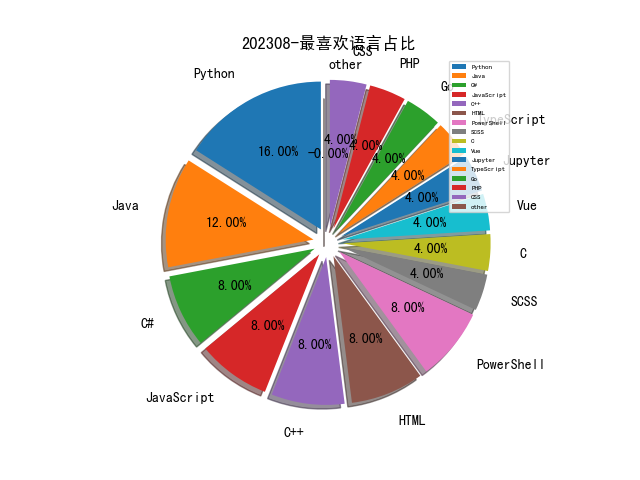 202308-最喜欢语言占比
CSS
other
PHP
Go
TypeScript
Jupyter
Vue
C
SCSS
PowerShell
HTML
C++
JavaScript
C#
Java
Python
16.00%
12.00%
8.00%
8.00%
8.00%
8.00%
8.00%
4.00%
4.00%
4.00%
4.00%
4.00%
4.00%
4.00%
4.00%
-0.00%
Python
Java
C#
JavaScript
C++
HTML
PowerShell
SCSS
C
Vue
Jupyter
TypeScript
Go
PHP
CSS
other